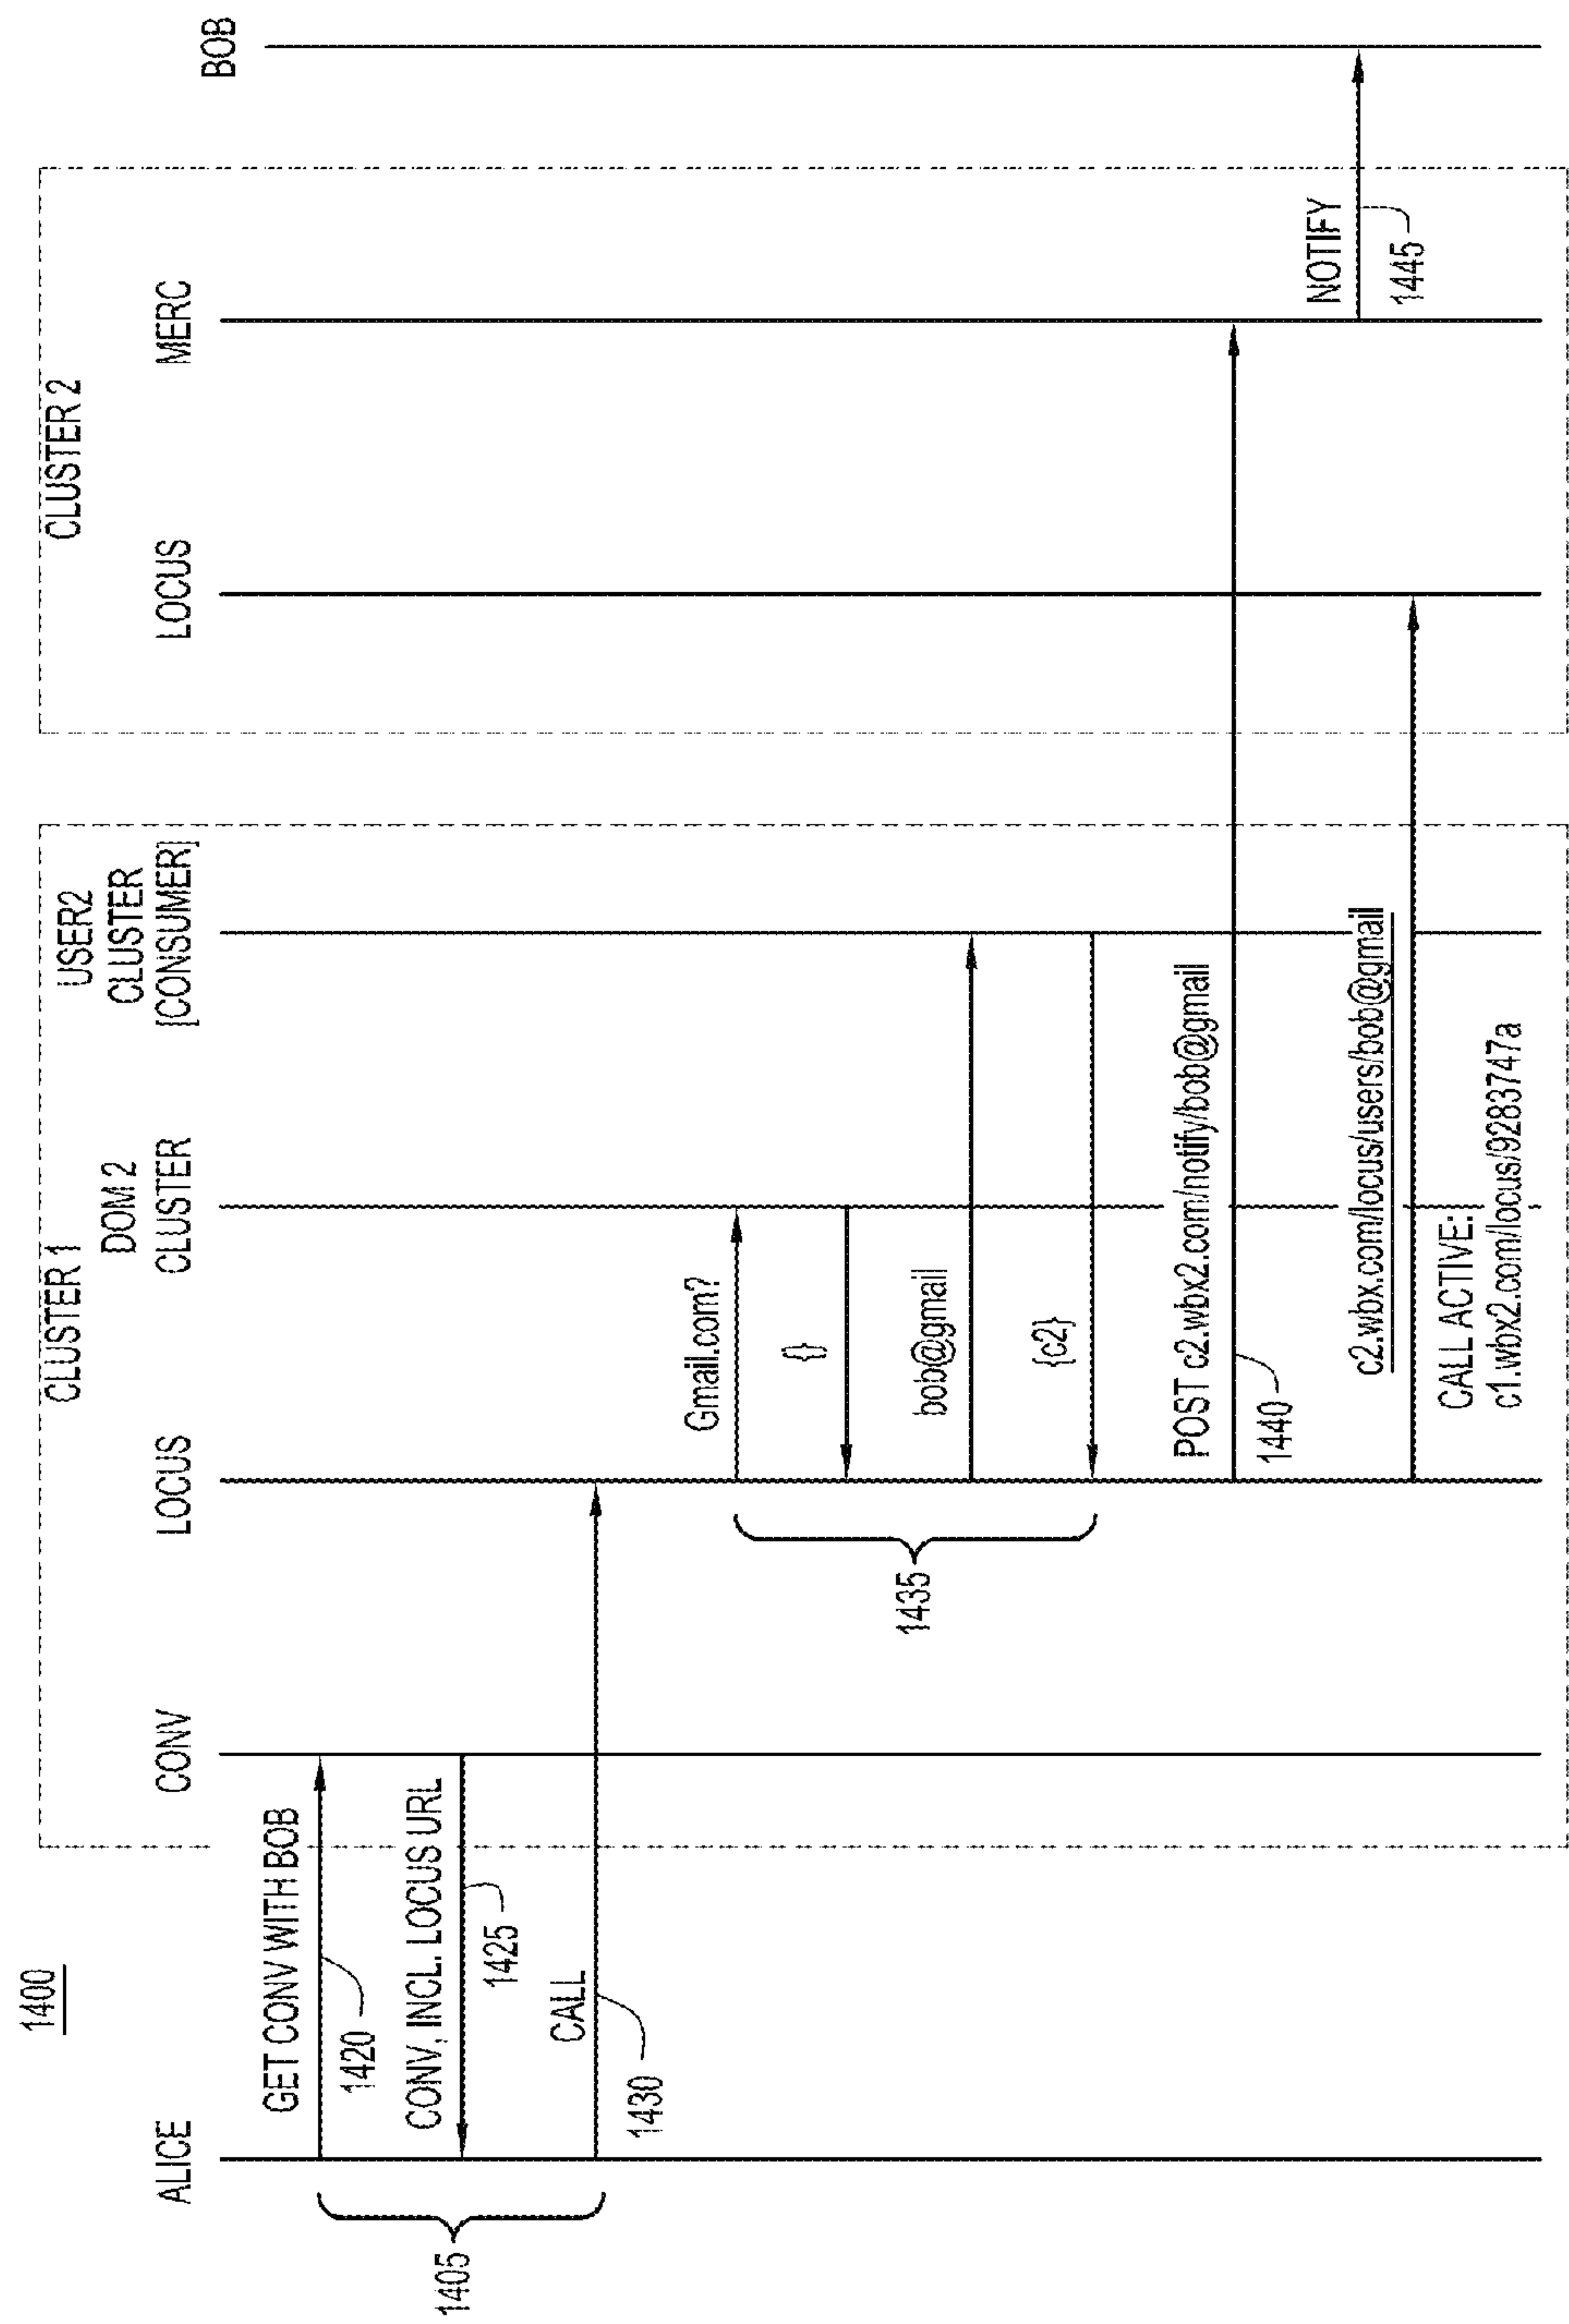 1400
CLUSTER 1
CLUSTER 2
ALICE
CONV
LOCUS
DOM 2
CLUSTER
USER2
CLUSTER
[CONSUMER]
LOCUS
MERC
BOB
GET CONV WITH BOB
1420
CONV, INCL. LOCUS URL
1425
CALL
1430
1405
Gmail.com?
{}
bob@gmail
{c2}
1435
POST c2.wbx2.com/notify/bob@gmail
1440
NOTIFY
1445
c2.wbx.com/locus/users/bob@gmail
CALL ACTIVE:
c1.wbx2.com/locus/9283747a